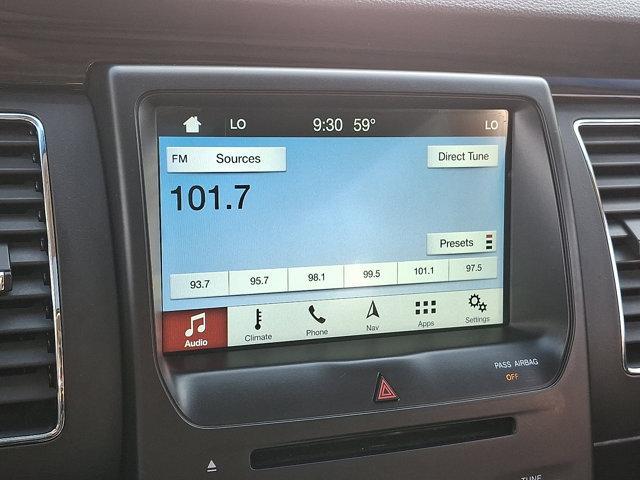 LO 9:30 59° LO
FM Sources Direct Tune
101.7
Presets
93.7 95.7 98.1 99.5 101.1 97.5
Audio Climate Phone Nav Apps Settings
PASS AIRBAG
OFF
TUNE